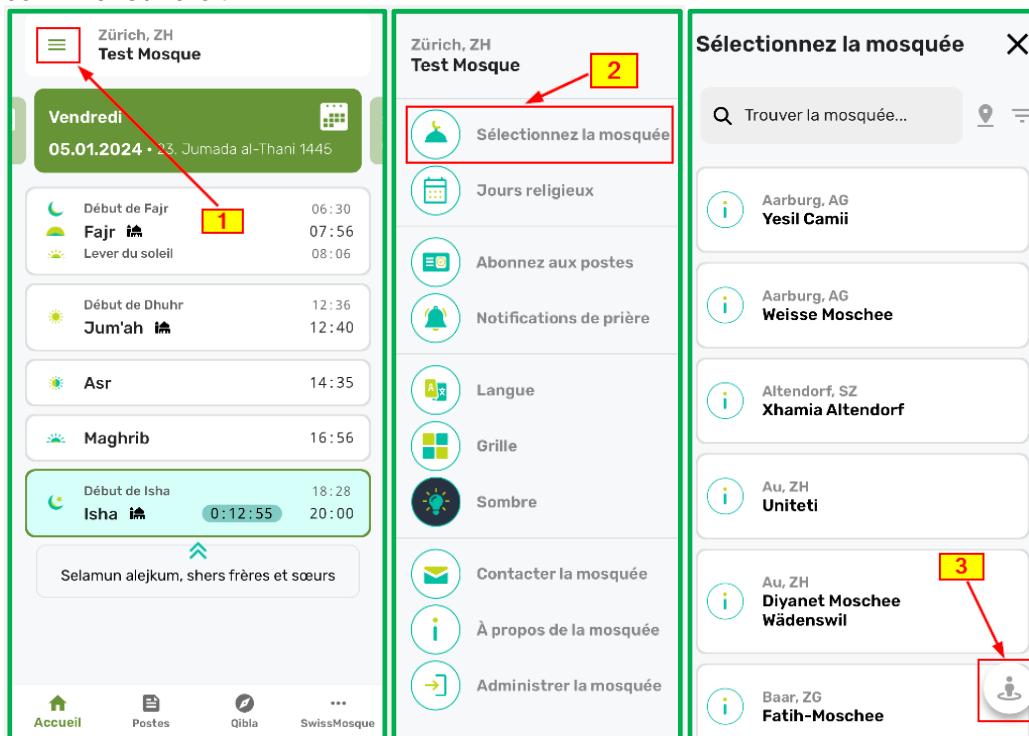 Zürich, ZH
Test Mosque
Vendredi
05.01.2024 • 23. Jumada al-Thani 1445
1
Début de Fajr 06:30
Fajr 07:56
Lever du soleil 08:06
Début de Dhuhr 12:36
Jum'ah 12:40
Asr 14:35
Maghrib 16:56
Début de Isha 18:28
Isha 0:12:55 20:00
Selamun alejkum, shers frères et sœurs
Accueil Postes Qibla SwissMosque
Zürich, ZH
Test Mosque
2
Sélectionnez la mosquée
Jours religieux
Abonnez aux postes
Notifications de prière
Langue
Grille
Sombre
Contacter la mosquée
À propos de la mosquée
Administrer la mosquée
Sélectionnez la mosquée
Trouver la mosquée...
Aarburg, AG
Yesil Camii
Aarburg, AG
Weisse Moschee
Altendorf, SZ
Xhamia Altendorf
Au, ZH
Uniteti
Au, ZH
Diyanet Moschee
Wädenswil
3
Baar, ZG
Fatih-Moschee